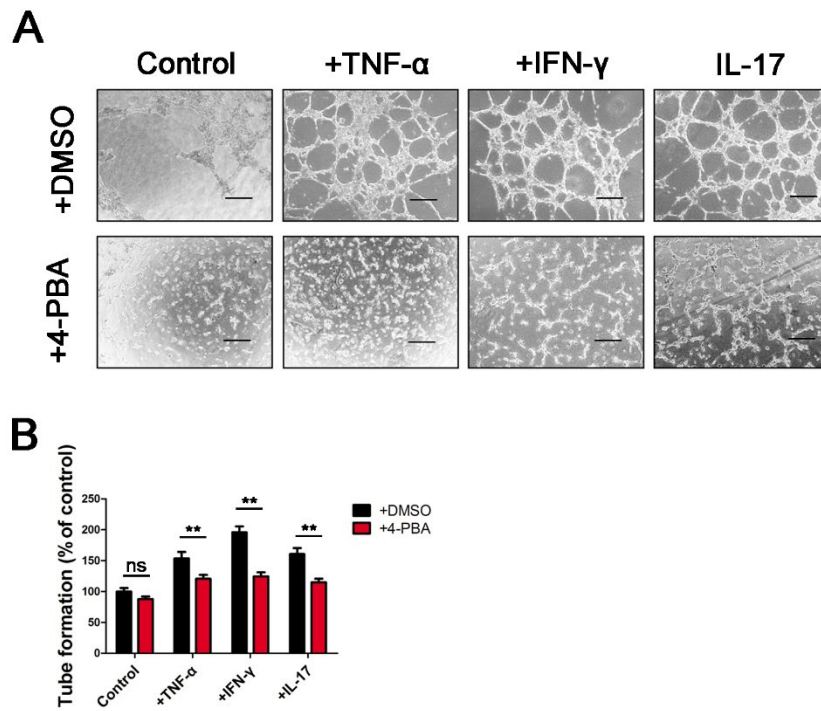 A
Control
+TNF-α
+IFN-γ
IL-17
+DMSO
+4-PBA
B
Tube formation (% of control)
250
200
150
100
50
0
ns
**
**
**
+DMSO
+4-PBA
Control
+TNF-α
+IFN-γ
+IL-17